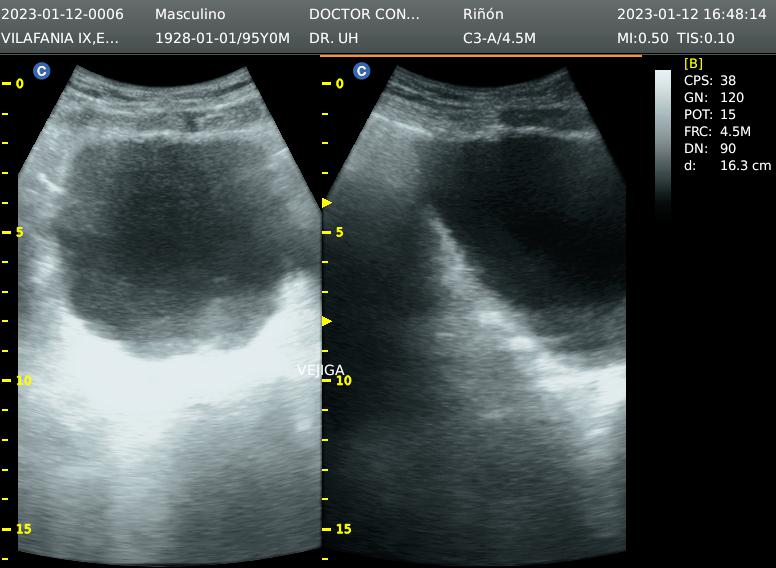 2023-01-12-0006 Masculino DOCTOR CON... Riñón 2023-01-12 16:48:14
VILAFANIA IX,E... 1928-01-01/95Y0M DR. UH C3-A/4.5M MI:0.50 TIS:0.10
C C
0 0
5 5
10 10
15 15
VEJIGA
[B]
CPS: 38
GN: 120
POT: 15
FRC: 4.5M
DN: 90
d: 16.3 cm